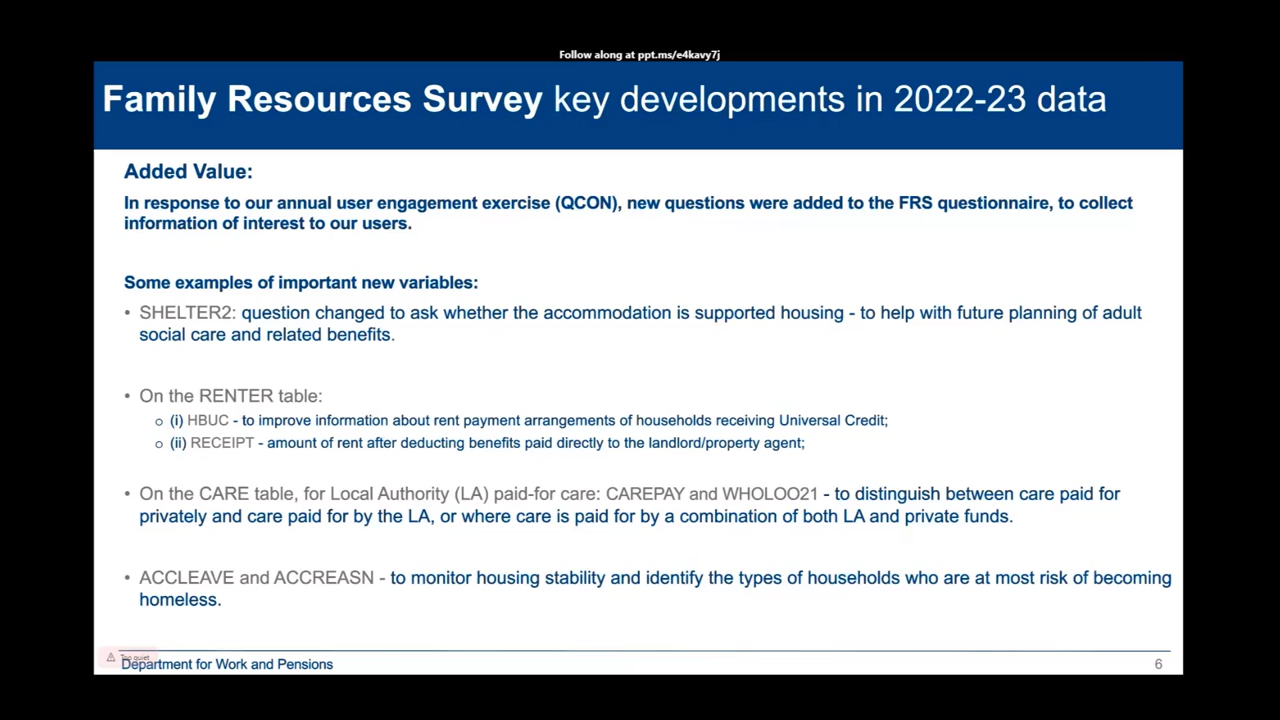 Follow along at ppt.ms/e4kavy7j
Family Resources Survey key developments in 2022-23 data
Added Value:
In response to our annual user engagement exercise (QCON), new questions were added to the FRS questionnaire, to collect
information of interest to our users.
Some examples of important new variables:
• SHELTER2: question changed to ask whether the accommodation is supported housing - to help with future planning of adult
social care and related benefits.
• On the RENTER table:
○ (i) HBUC - to improve information about rent payment arrangements of households receiving Universal Credit;
○ (ii) RECEIPT - amount of rent after deducting benefits paid directly to the landlord/property agent;
• On the CARE table, for Local Authority (LA) paid-for care: CAREPAY and WHOLOO21 - to distinguish between care paid for
privately and care paid for by the LA, or where care is paid for by a combination of both LA and private funds.
• ACCLEAVE and ACCREASN - to monitor housing stability and identify the types of households who are at most risk of becoming
homeless.
Too quiet
Department for Work and Pensions
6